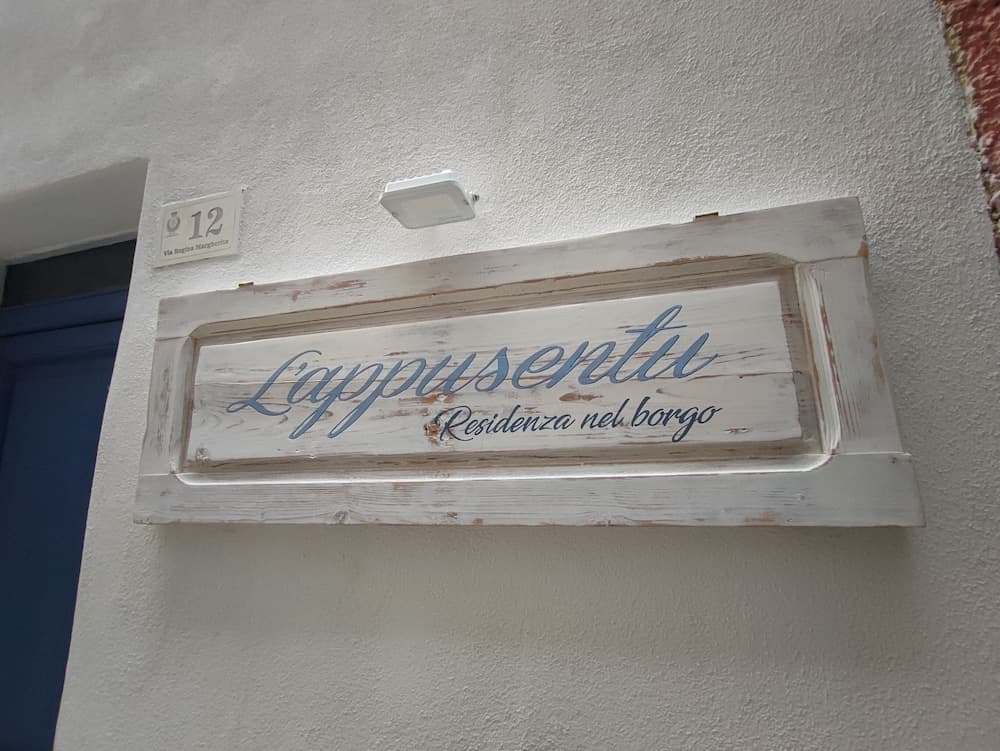 12
Via Regina Margherita
L'appusentu
Residenza nel borgo